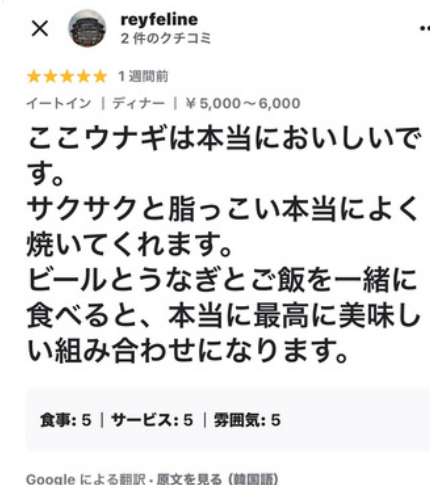 reyfeline
2 件のクチコミ
1 週間前
イートイン | ディナー | ¥ 5,000~6,000
ここウナギは本当においしいで
す。
サクサクと脂っこい本当によく
焼いてくれます。
ビールとうなぎとご飯を一緒に
食べると、本当に最高に美味し
い組み合わせになります。
食事: 5 | サービス: 5 | 雰囲気: 5
Google による翻訳・原文を見る (韓国語)